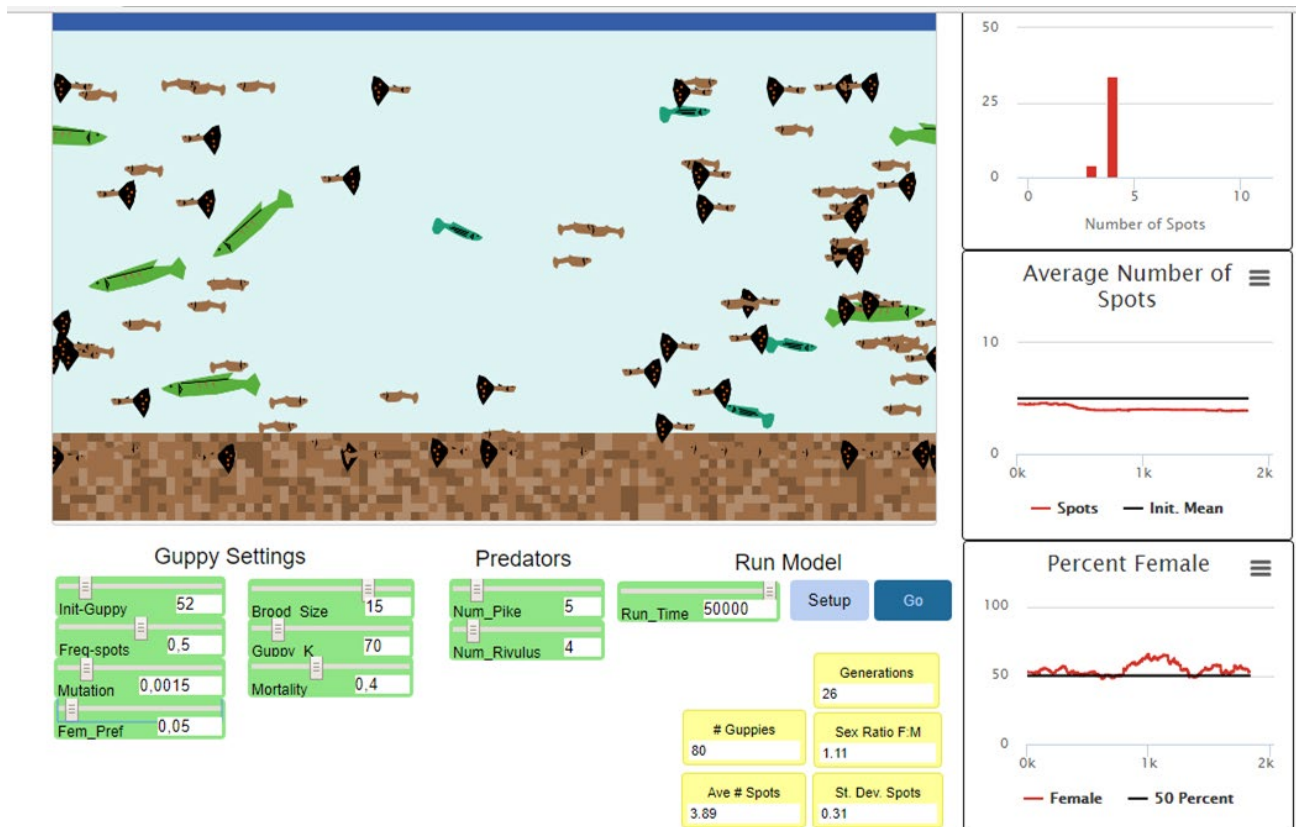 50
25
0
0
5
10
Number of Spots
Average Number of
Spots
10
0
0k
1k
2k
Spots
Init. Mean
Percent Female
100
50
0
0k
1k
2k
Female
50 Percent
Guppy Settings
Init-Guppy
52
Freq-spots
0,5
Mutation
0,0015
Fem_Pref
0,05
Brood_Size
15
Guppy_K
70
Mortality
0,4
Predators
Num_Pike
5
Num_Rivulus
4
Run Model
Run_Time
50000
Setup
Go
Generations
26
# Guppies
80
Sex Ratio F:M
1.11
Ave # Spots
3.89
St. Dev. Spots
0.31